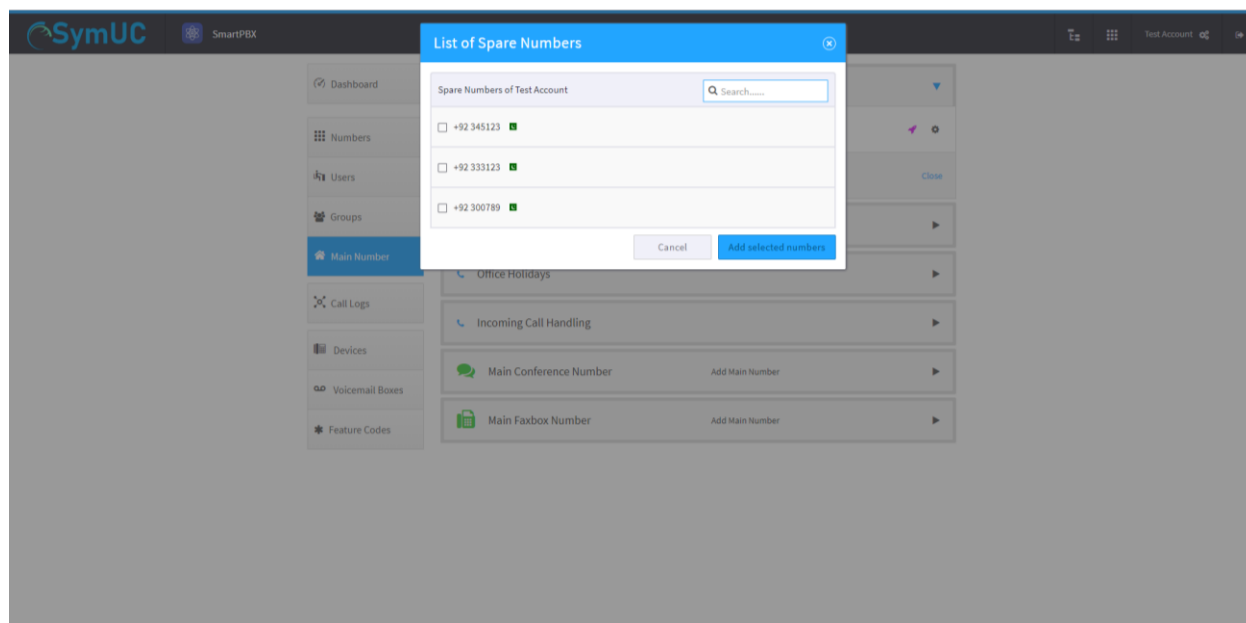 SymUC
SmartPBX
Test Account
List of Spare Numbers
Spare Numbers of Test Account
Search......
+92 345123
+92 333123
+92 300789
Cancel
Add selected numbers
Dashboard
Numbers
Users
Groups
Main Number
Call Logs
Devices
Voicemail Boxes
Feature Codes
Close
Office Holidays
Incoming Call Handling
Main Conference Number Add Main Number
Main Faxbox Number Add Main Number